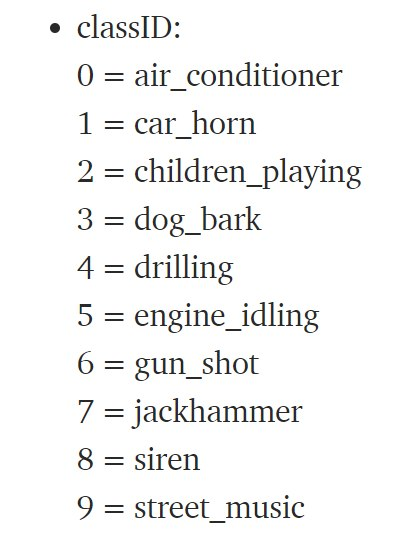 • classID:
0 = air_conditioner
1 = car_horn
2 = children_playing
3 = dog_bark
4 = drilling
5 = engine_idling
6 = gun_shot
7 = jackhammer
8 = siren
9 = street_music